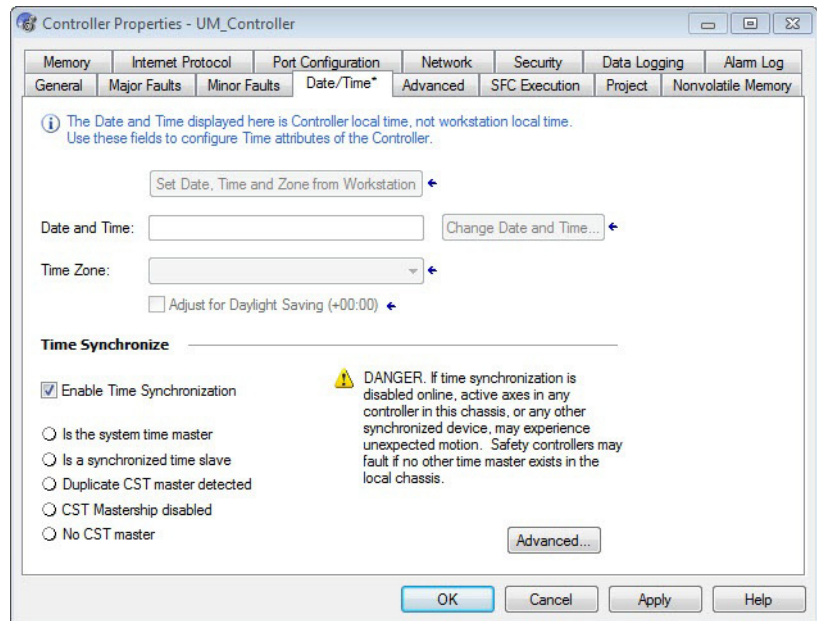 Controller Properties - UM_Controller
Memory Internet Protocol Port Configuration Network Security Data Logging Alarm Log
General Major Faults Minor Faults Date/Time* Advanced SFC Execution Project Nonvolatile Memory
The Date and Time displayed here is Controller local time, not workstation local time.
Use these fields to configure Time attributes of the Controller.
Set Date, Time and Zone from Workstation
Date and Time: Change Date and Time...
Time Zone:
Adjust for Daylight Saving (+00:00)
Time Synchronize
Enable Time Synchronization
Is the system time master
Is a synchronized time slave
Duplicate CST master detected
CST Mastership disabled
No CST master
DANGER. If time synchronization is
disabled online, active axes in any
controller in this chassis, or any other
synchronized device, may experience
unexpected motion. Safety controllers may
fault if no other time master exists in the
local chassis.
Advanced...
OK Cancel Apply Help